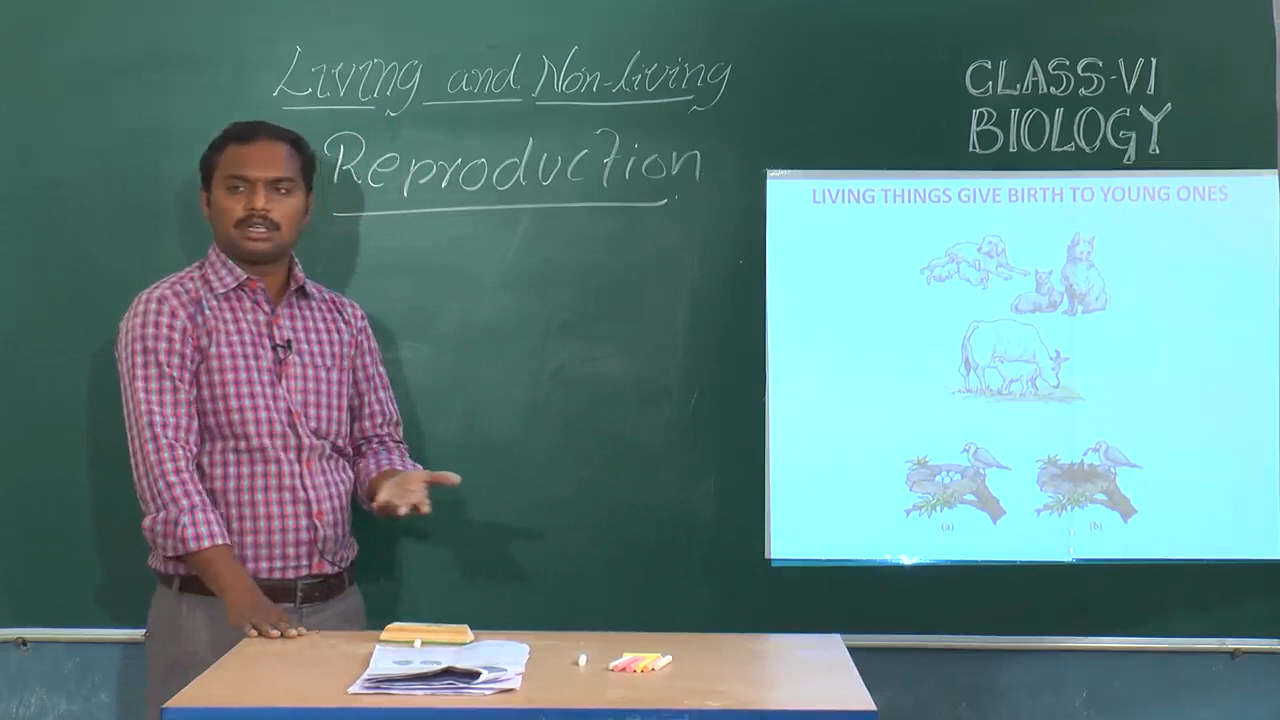 Living and Non-living
Reproduction
CLASS-VI
BIOLOGY
LIVING THINGS GIVE BIRTH TO YOUNG ONES
(a)
(b)